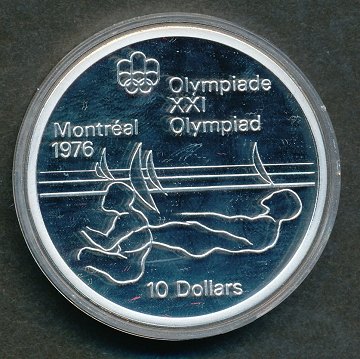 Olympiade
XXI
Olympiad
Montréal
1976
10 Dollars